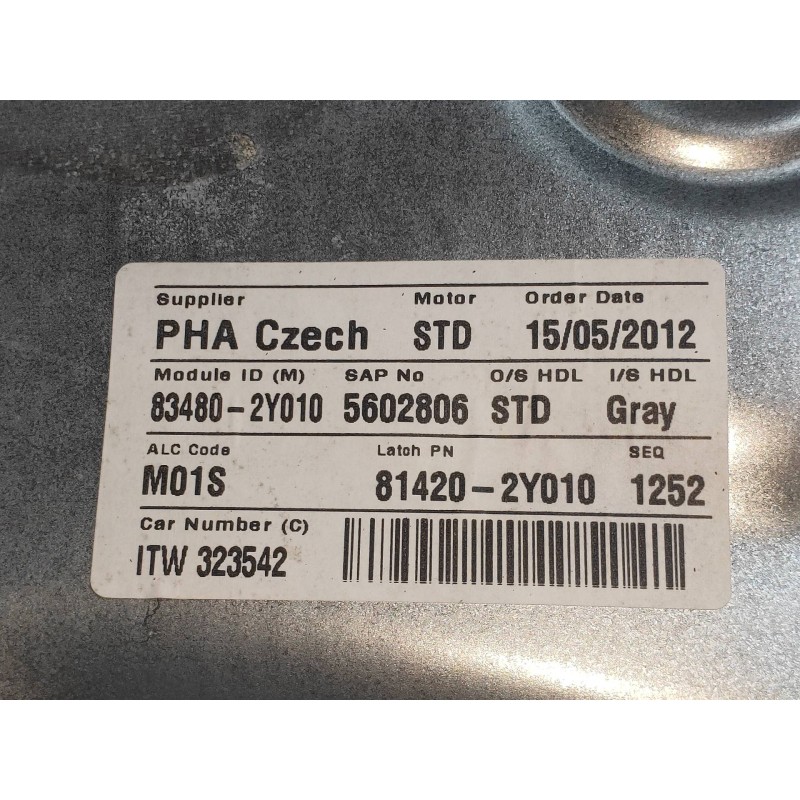 Supplier Motor Order Date
PHA Czech STD 15/05/2012
Module ID (M) SAP No O/S HDL I/S HDL
83480-2Y010 5602806 STD Gray
ALC Code Latch PN SEQ
M01S 81420-2Y010 1252
Car Number (C)
ITW 323542